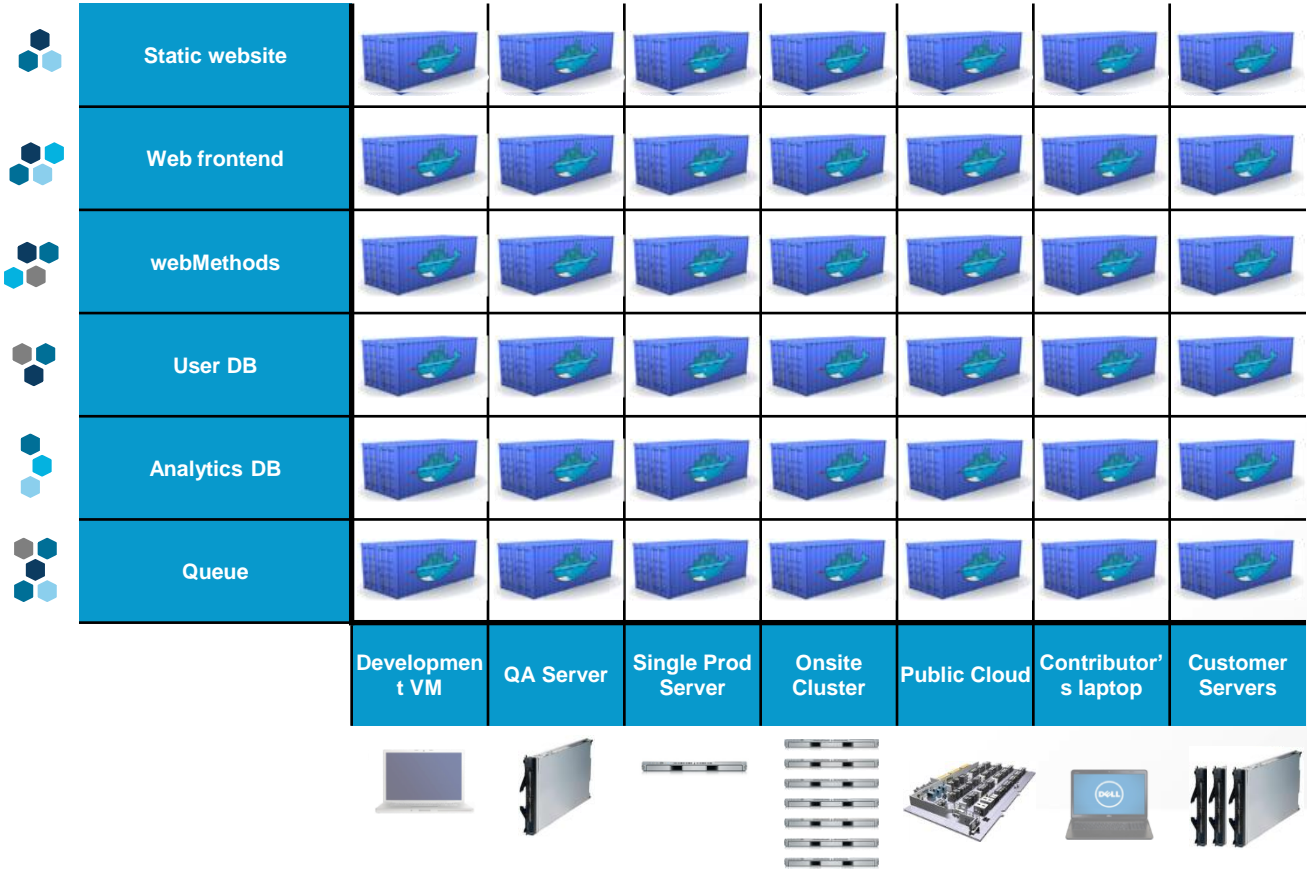 Static website
Web frontend
webMethods
User DB
Analytics DB
Queue
Developmen
t VM
QA Server
Single Prod
Server
Onsite
Cluster
Public Cloud
Contributor’
s laptop
Customer
Servers
DELL